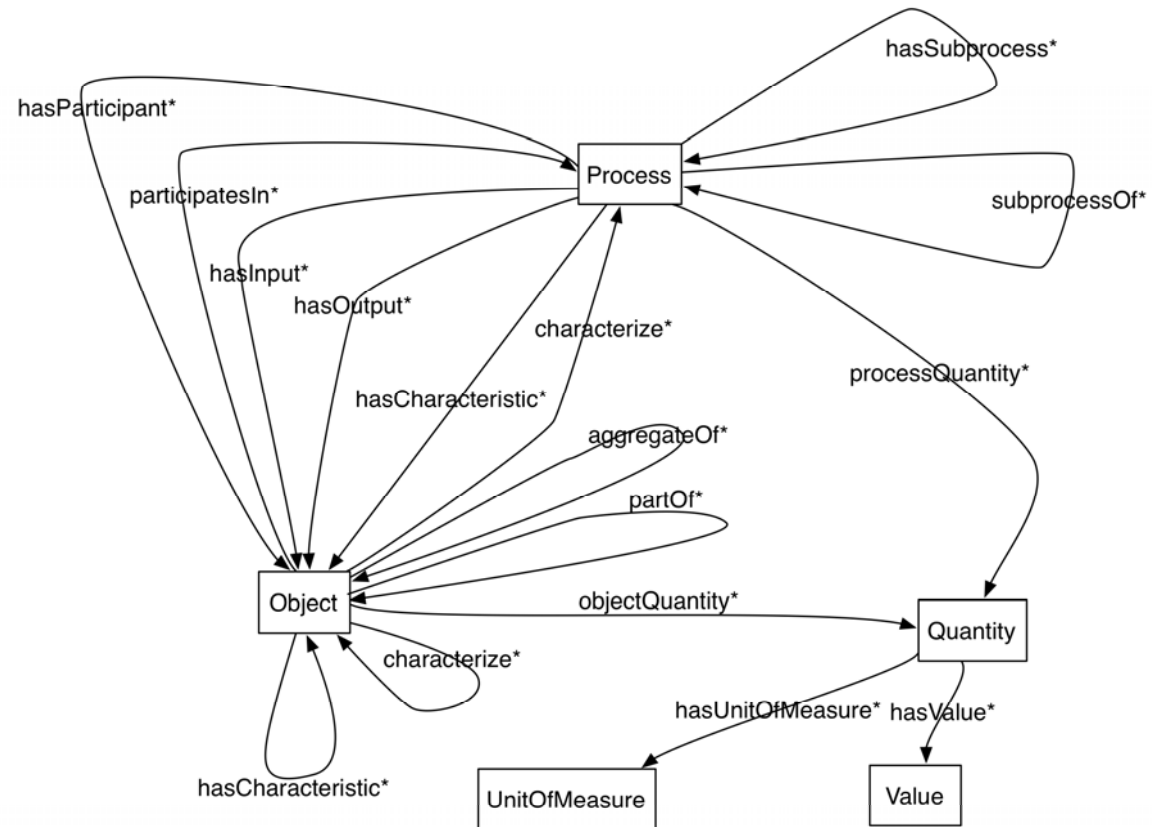 hasSubprocess*
hasParticipant*
Process
participatesIn*
subprocessOf*
hasInput*
hasOutput*
characterize*
processQuantity*
hasCharacteristic*
aggregateOf*
partOf*
Object
objectQuantity*
Quantity
characterize*
hasUnitOfMeasure*
hasValue*
hasCharacteristic*
UnitOfMeasure
Value